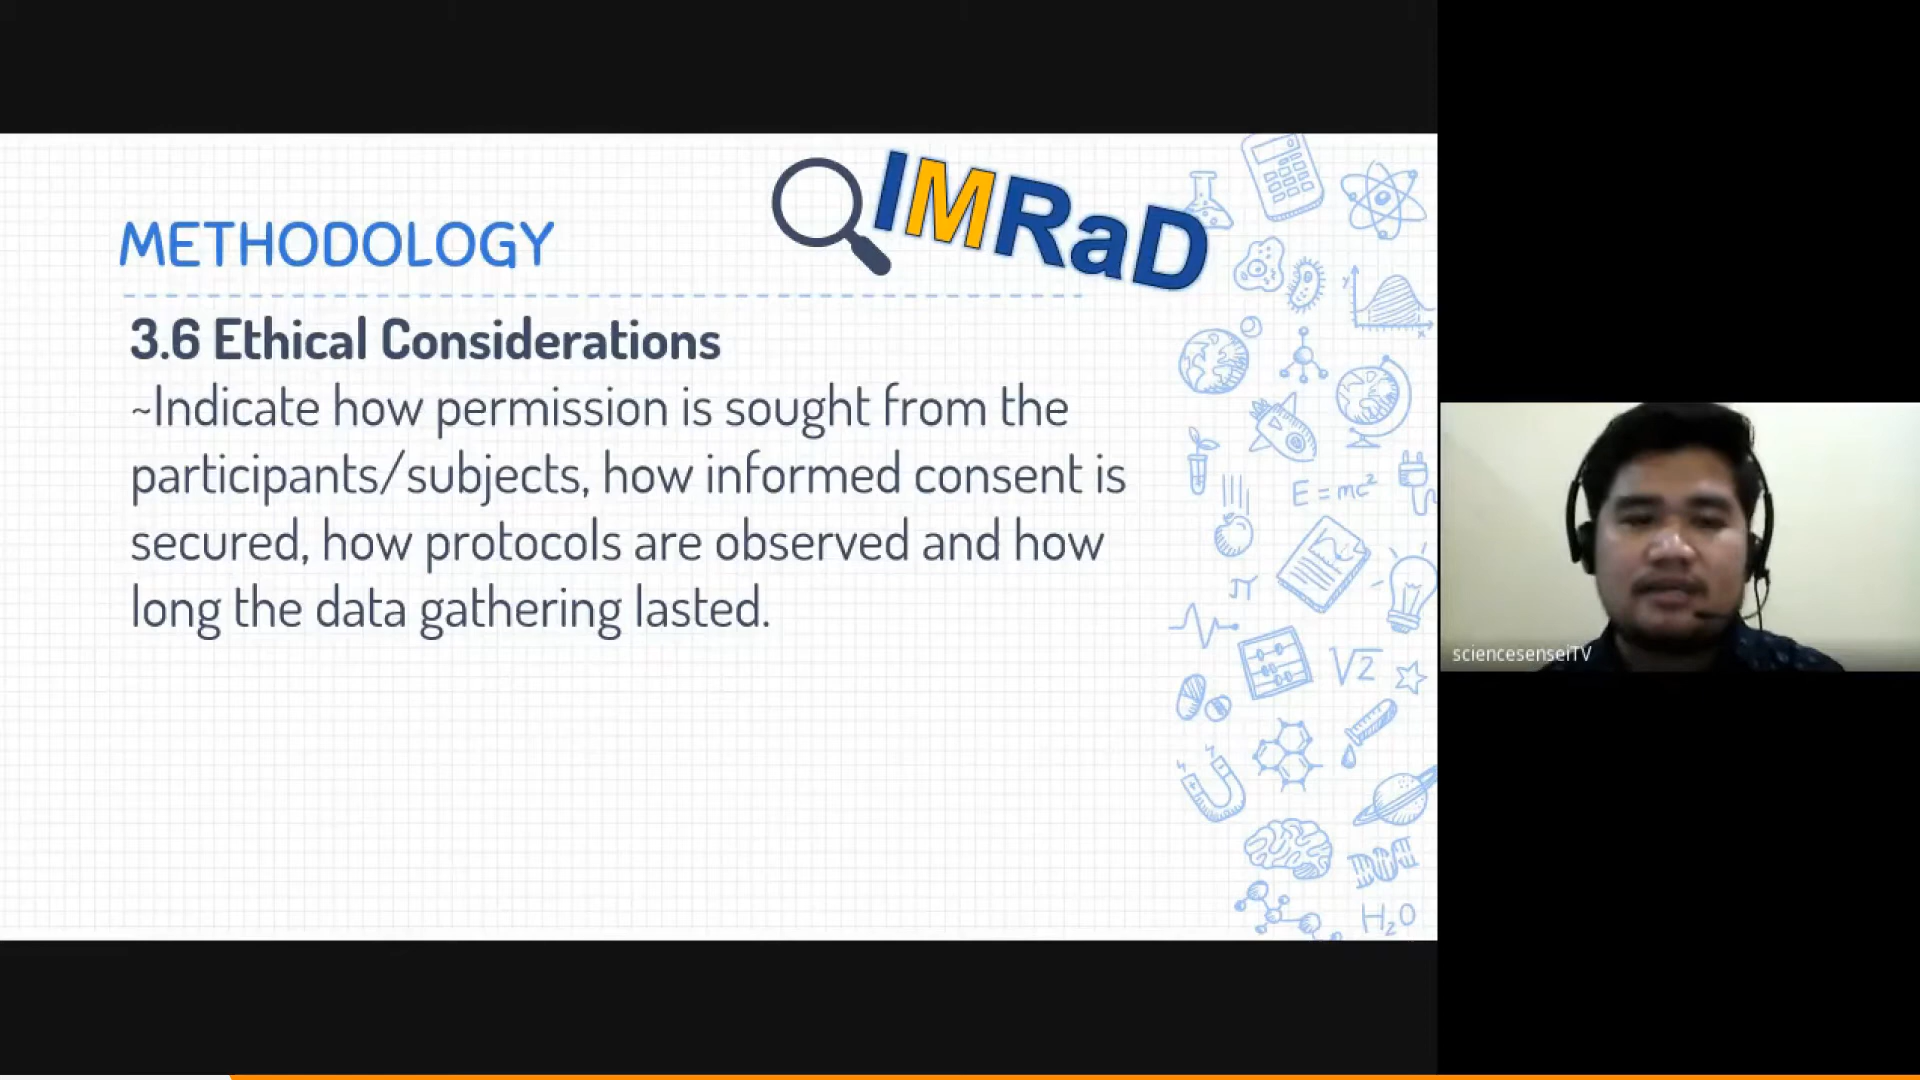 IMRaD
METHODOLOGY
3.6 Ethical Considerations
~Indicate how permission is sought from the
participants/subjects, how informed consent is
secured, how protocols are observed and how
long the data gathering lasted.
y
x
E=mc²
π
√2
H₂O
sciencesenseiTV